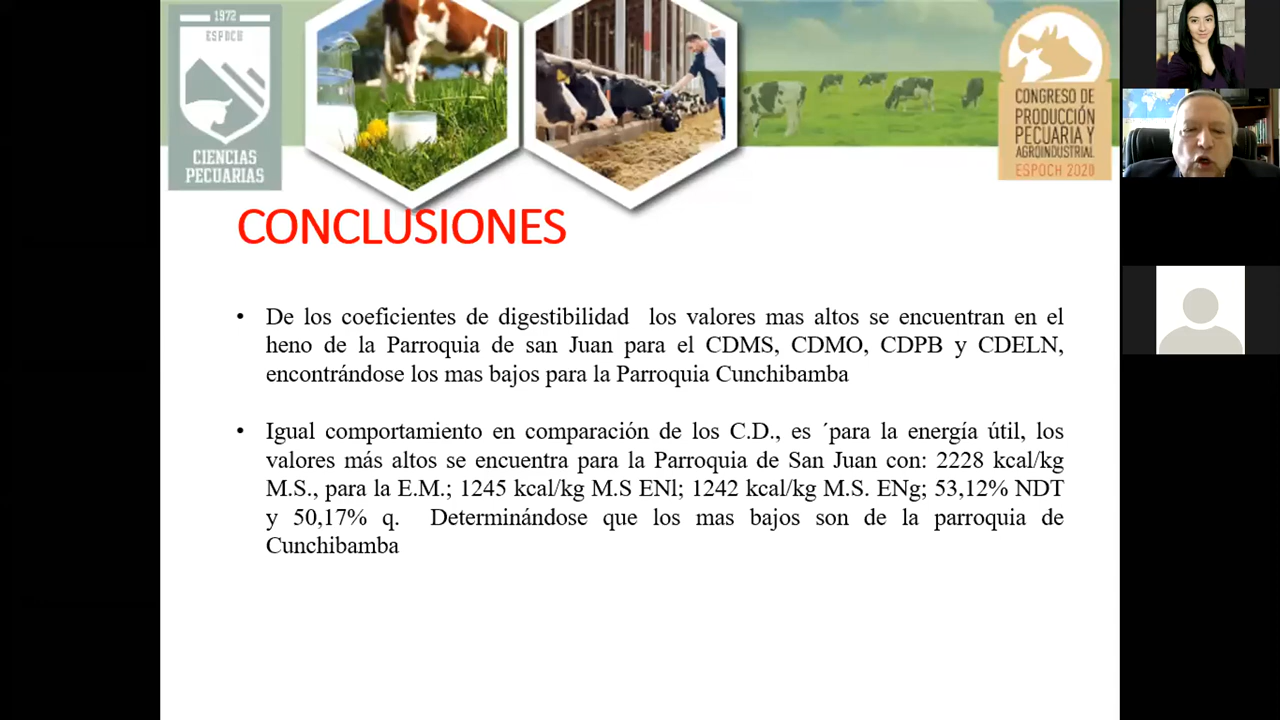 1972
ESPOCH
CIENCIAS
PECUARIAS
CONGRESO DE
PRODUCCIÓN
PECUARIA Y
AGROINDUSTRIAL
ESPOCH 2020
CONCLUSIONES
• De los coeficientes de digestibilidad los valores mas altos se encuentran en el
heno de la Parroquia de san Juan para el CDMS, CDMO, CDPB y CDELN,
encontrándose los mas bajos para la Parroquia Cunchibamba
• Igual comportamiento en comparación de los C.D., es ´para la energía útil, los
valores más altos se encuentra para la Parroquia de San Juan con: 2228 kcal/kg
M.S., para la E.M.; 1245 kcal/kg M.S ENl; 1242 kcal/kg M.S. ENg; 53,12% NDT
y 50,17% q. Determinándose que los mas bajos son de la parroquia de
Cunchibamba